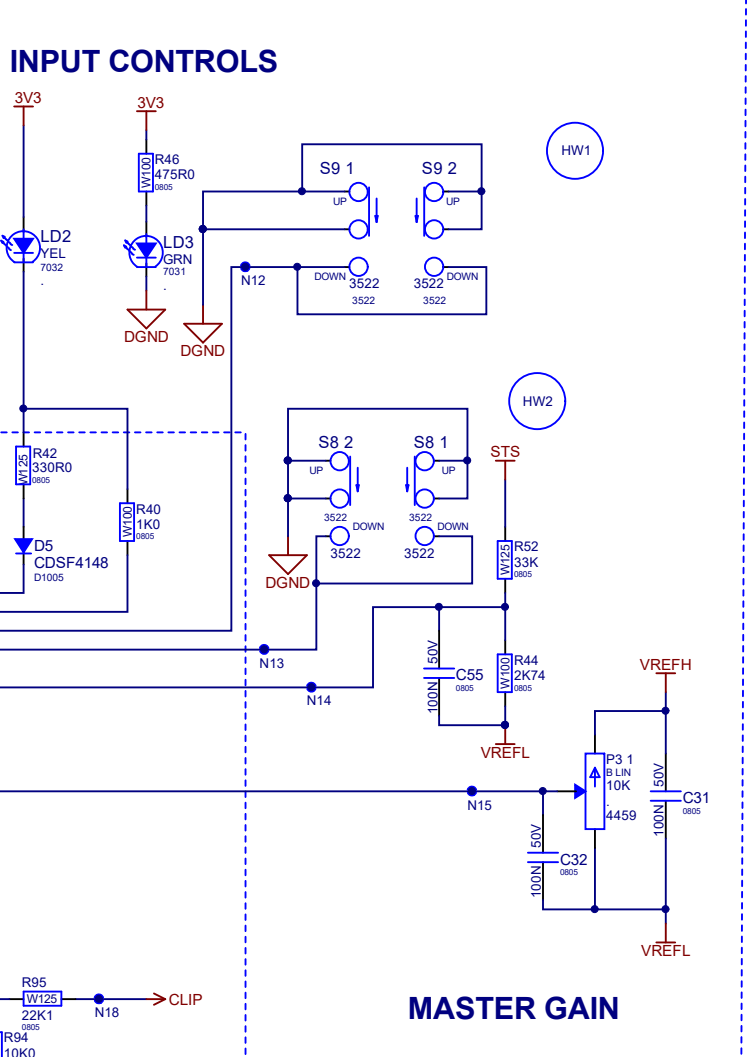 INPUT CONTROLS
3V3
3V3
R46
475R0
0805
W100
S9 1
S9 2
UP
UP
HW1
LD2
YEL
7032
.
LD3
GRN
7031
.
N12
DOWN
3522
3522
DOWN
3522
3522
DGND
DGND
HW2
S8 2
S8 1
STS
UP
UP
R42
330R0
0805
W125
R40
1K0
0805
W100
3522
DOWN
3522
3522
DOWN
3522
D5
CDSF4148
D1005
R52
33K
0805
W125
DGND
N13
50V
C55
0805
100N
R44
2K74
0805
W100
VREFH
N14
VREFL
P3 1
B LIN
10K
.
4459
50V
C31
0805
100N
N15
50V
C32
0805
100N
VREFL
R95
W125
22K1
0805
N18
CLIP
MASTER GAIN
R94
10K0